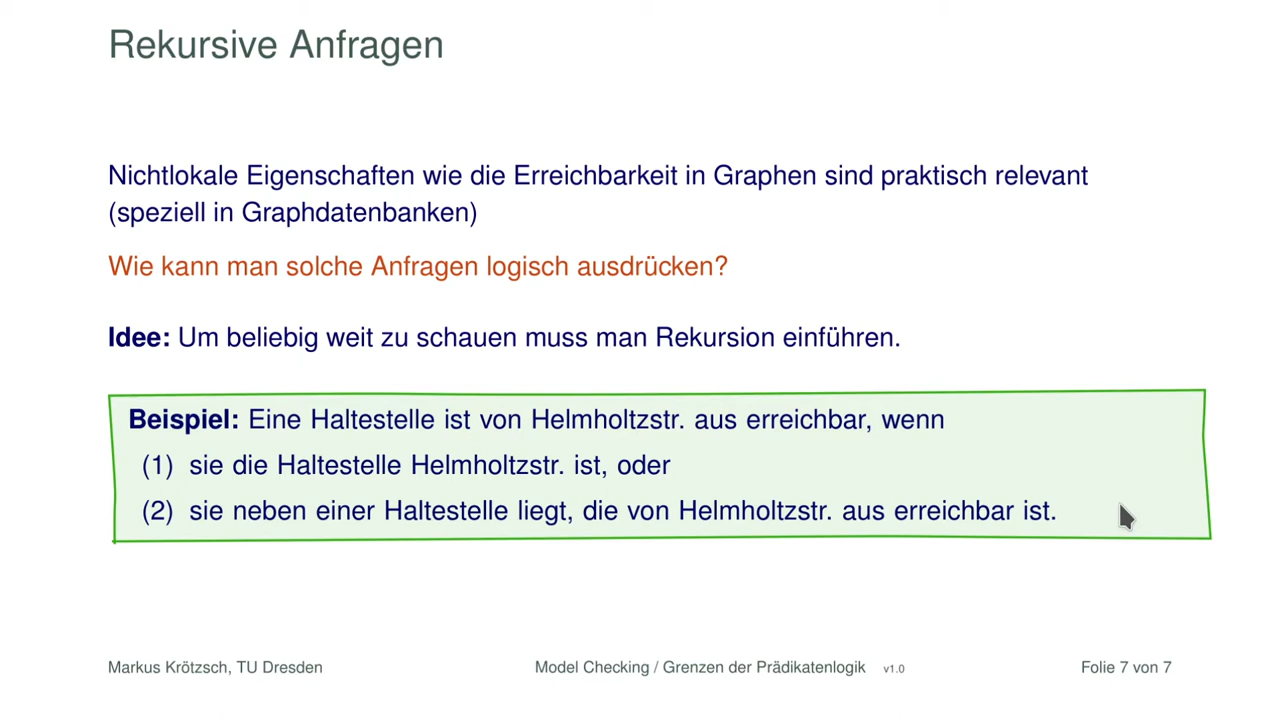 Rekursive Anfragen
Nichtlokale Eigenschaften wie die Erreichbarkeit in Graphen sind praktisch relevant
(speziell in Graphdatenbanken)
Wie kann man solche Anfragen logisch ausdrücken?
Idee: Um beliebig weit zu schauen muss man Rekursion einführen.
Beispiel: Eine Haltestelle ist von Helmholtzstr. aus erreichbar, wenn
(1) sie die Haltestelle Helmholtzstr. ist, oder
(2) sie neben einer Haltestelle liegt, die von Helmholtzstr. aus erreichbar ist.
Markus Krötzsch, TU Dresden Model Checking / Grenzen der Prädikatenlogik v1.0 Folie 7 von 7